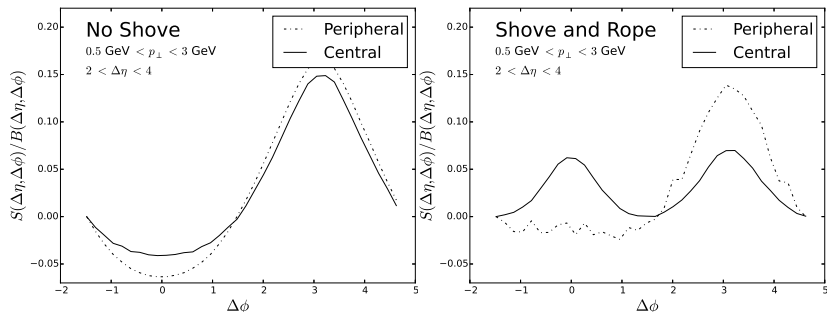 No Shove
0.5 GeV < p⊥ < 3 GeV
2 < Δη < 4
Peripheral
Central
0.20
0.15
0.10
0.05
0.00
−0.05
S(Δη,Δϕ)/B(Δη,Δϕ)
−2 −1 0 1 2 3 4 5
Δϕ
Shove and Rope
0.5 GeV < p⊥ < 3 GeV
2 < Δη < 4
Peripheral
Central
0.20
0.15
0.10
0.05
0.00
−0.05
S(Δη,Δϕ)/B(Δη,Δϕ)
−2 −1 0 1 2 3 4 5
Δϕ